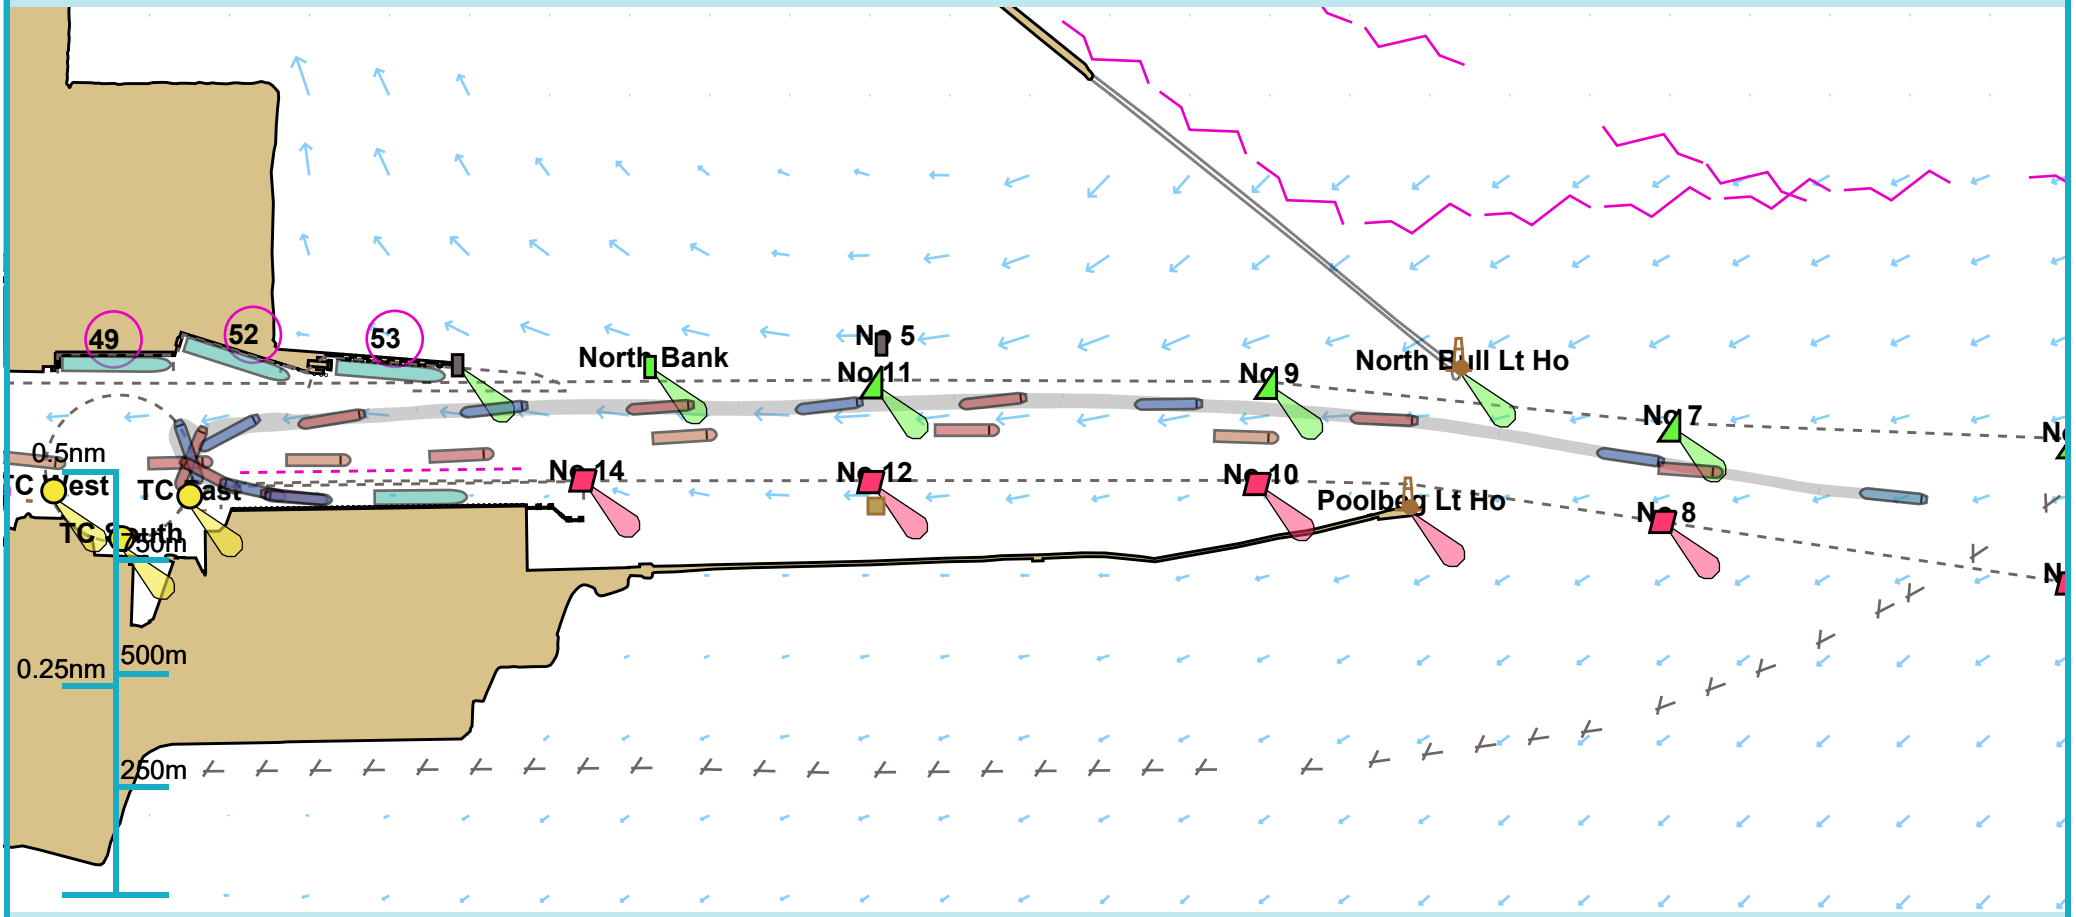 No 5
49
52
53
North Bank
No 11
No 9
North Bull Lt Ho
No 7
0.5nm
No 14
No 12
No 10
Poolbeg Lt Ho
No 8
TC West
TC East
TC South
750m
500m
0.25nm
250m